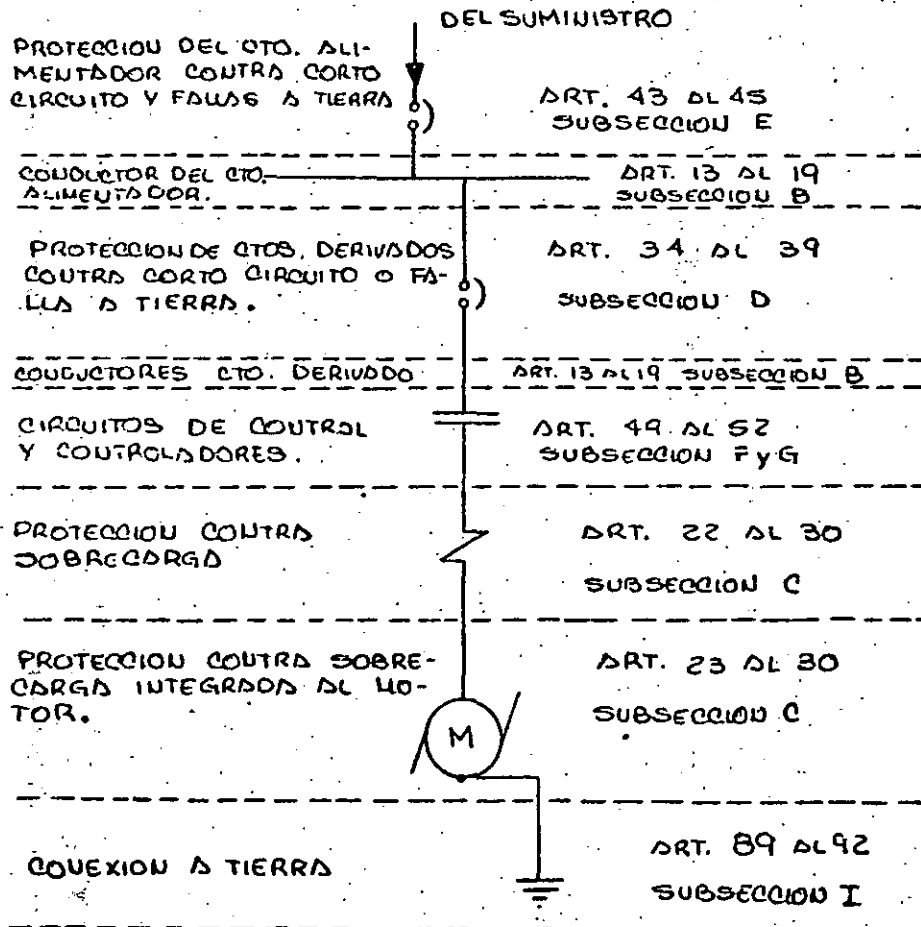 DEL SUMINISTRO
PROTECCION DEL CTO. ALI-
MENTADOR CONTRA CORTO
CIRCUITO Y FALLAS A TIERRA
ART. 43 AL 45
SUBSECCION E
CONDUCTOR DEL CTO.
ALIMENTADOR.
ART. 13 AL 19
SUBSECCION B
PROTECCION DE CTOS. DERIVADOS
CONTRA CORTO CIRCUITO O FA-
LLA A TIERRA.
ART. 34 AL 39
SUBSECCION D
CONDUCTORES CTO. DERIVADO
ART. 13 AL 19 SUBSECCION B
CIRCUITOS DE CONTROL
Y CONTROLADORES.
ART. 49 AL 52
SUBSECCION F y G
PROTECCION CONTRA
SOBRECARGA
ART. 22 AL 30
SUBSECCION C
PROTECCION CONTRA SOBRE-
CARGA INTEGRADA AL MO-
TOR.
ART. 23 AL 30
SUBSECCION C
M
CONEXION A TIERRA
ART. 89 AL 92
SUBSECCION I